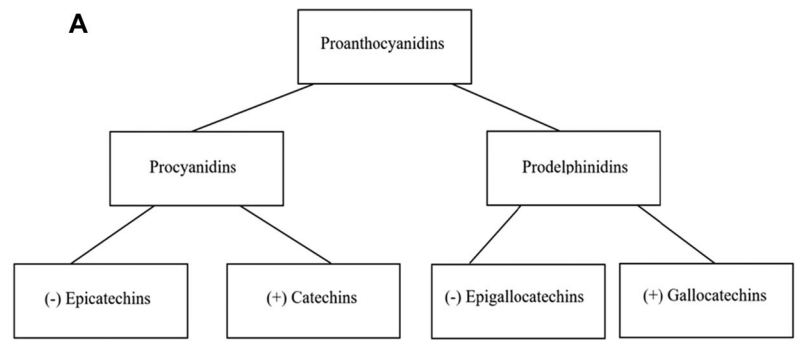 A
Proanthocyanidins
Procyanidins
Prodelphinidins
(-) Epicatechins
(+) Catechins
(-) Epigallocatechins
(+) Gallocatechins